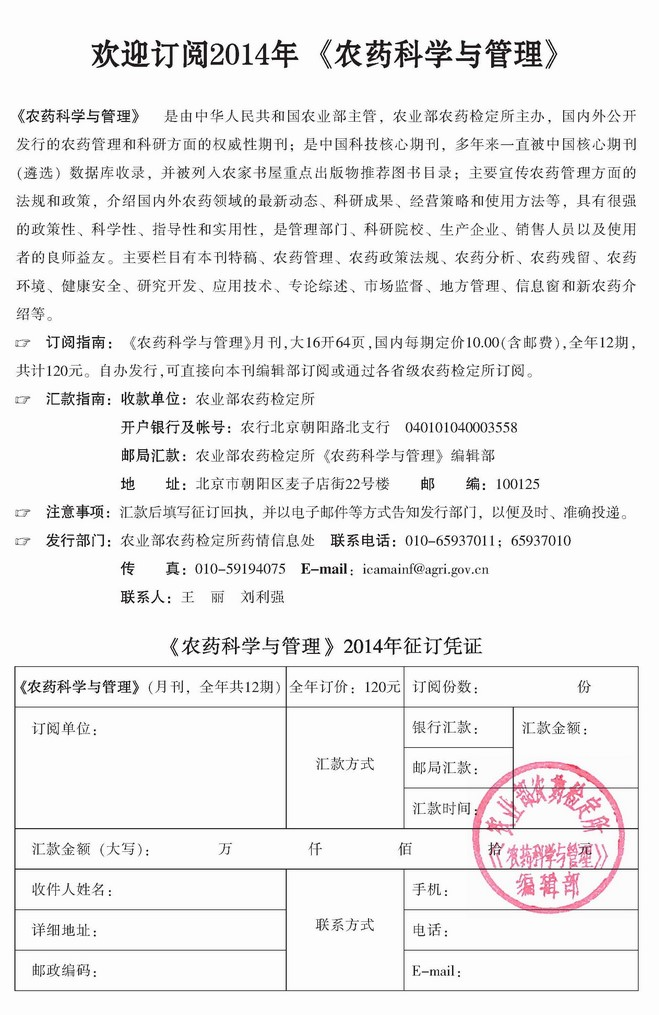 欢迎订阅2014年《农药科学与管理》
《农药科学与管理》 是由中华人民共和国农业部主管，农业部农药检定所主办，国内外公开
发行的农药管理和科研方面的权威性期刊；是中国科技核心期刊，多年来一直被中国核心期刊
(遴选) 数据库收录，并被列入农家书屋重点出版物推荐图书目录；主要宣传农药管理方面的
法规和政策，介绍国内外农药领域的最新动态、科研成果、经营策略和使用方法等，具有很强
的政策性、科学性、指导性和实用性，是管理部门、科研院校、生产企业、销售人员以及使用
者的良师益友。主要栏目有本刊特稿、农药管理、农药政策法规、农药分析、农药残留、农药
环境、健康安全、研究开发、应用技术、专论综述、市场监督、地方管理、信息窗和新农药介
绍等。
☞ 订阅指南：《农药科学与管理》月刊,大16开64页,国内每期定价10.00(含邮费),全年12期,
共计120元。自办发行,可直接向本刊编辑部订阅或通过各省级农药检定所订阅。
☞ 汇款指南：收款单位：农业部农药检定所
开户银行及帐号：农行北京朝阳路北支行 040101040003558
邮局汇款：农业部农药检定所《农药科学与管理》编辑部
地 址：北京市朝阳区麦子店街22号楼 邮 编：100125
☞ 注意事项：汇款后填写征订回执，并以电子邮件等方式告知发行部门，以便及时、准确投递。
☞ 发行部门：农业部农药检定所药情信息处 联系电话：010-65937011；65937010
传 真：010-59194075 E-mail：icamainf@agri.gov.cn
联系人：王 丽 刘利强
《农药科学与管理》2014年征订凭证
《农药科学与管理》(月刊，全年共12期) 全年订价：120元 订阅份数： 份
订阅单位： 汇款方式 银行汇款： 汇款金额：
邮局汇款：
汇款时间：
汇款金额（大写）： 万 仟 佰 拾 元
收件人姓名： 联系方式 手机：
详细地址： 电话：
邮政编码： E-mail：
农业部农药检定所
《农药科学与管理》
编辑部